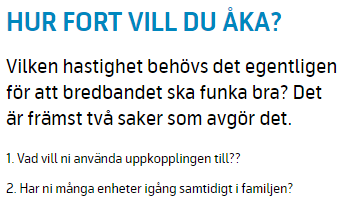 HUR FORT VILL DU ÅKA?
Vilken hastighet behövs det egentligen
för att bredbandet ska funka bra? Det
är främst två saker som avgör det.
1. Vad vill ni använda uppkopplingen till??
2. Har ni många enheter igång samtidigt i familjen?